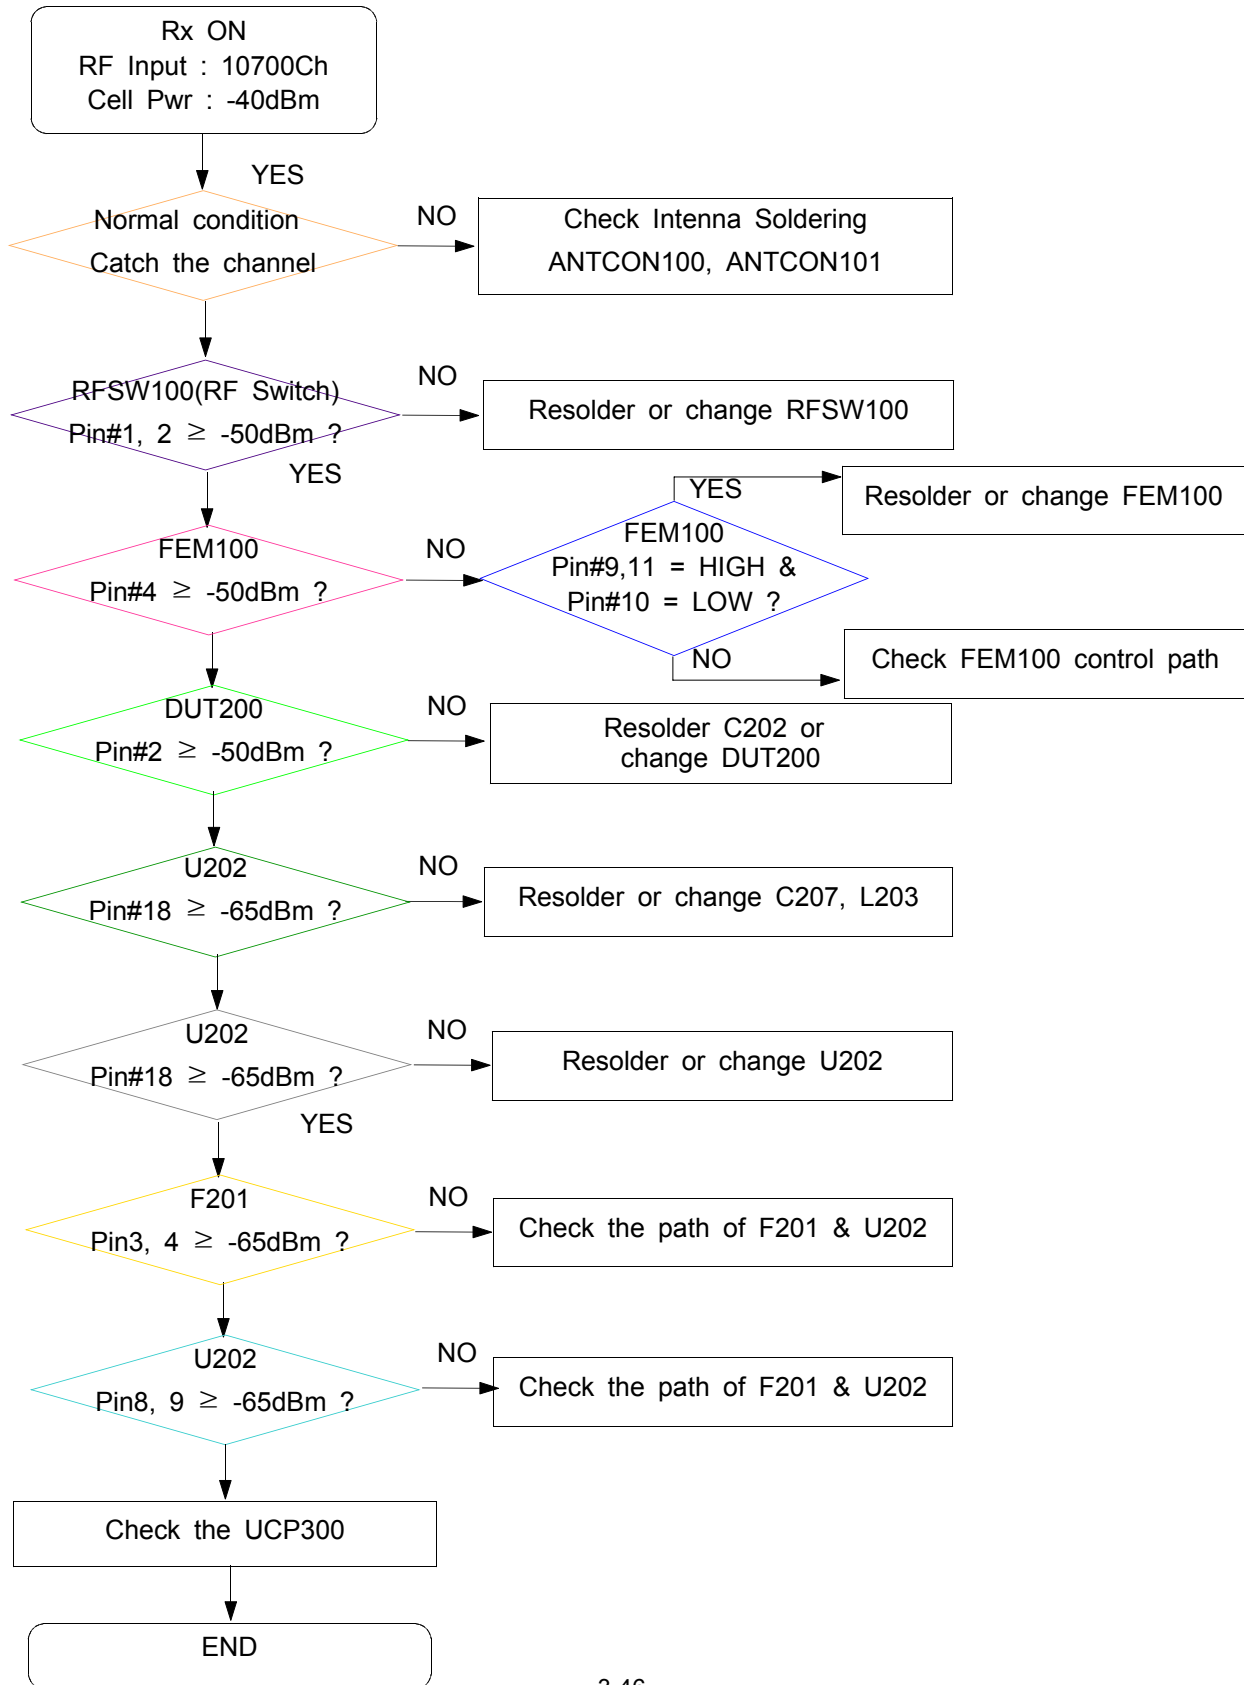 Rx ON
RF Input : 10700Ch
Cell Pwr : -40dBm
YES
Normal condition
Catch the channel
NO
Check Intenna Soldering
ANTCON100, ANTCON101
RFSW100(RF Switch)
Pin#1, 2 ≥ -50dBm ?
NO
Resolder or change RFSW100
YES
FEM100
Pin#4 ≥ -50dBm ?
NO
FEM100
Pin#9,11 = HIGH &
Pin#10 = LOW ?
YES
Resolder or change FEM100
NO
Check FEM100 control path
DUT200
Pin#2 ≥ -50dBm ?
NO
Resolder C202 or
change DUT200
U202
Pin#18 ≥ -65dBm ?
NO
Resolder or change C207, L203
U202
Pin#18 ≥ -65dBm ?
NO
Resolder or change U202
YES
F201
Pin3, 4 ≥ -65dBm ?
NO
Check the path of F201 & U202
U202
Pin8, 9 ≥ -65dBm ?
NO
Check the path of F201 & U202
Check the UCP300
END
3-46